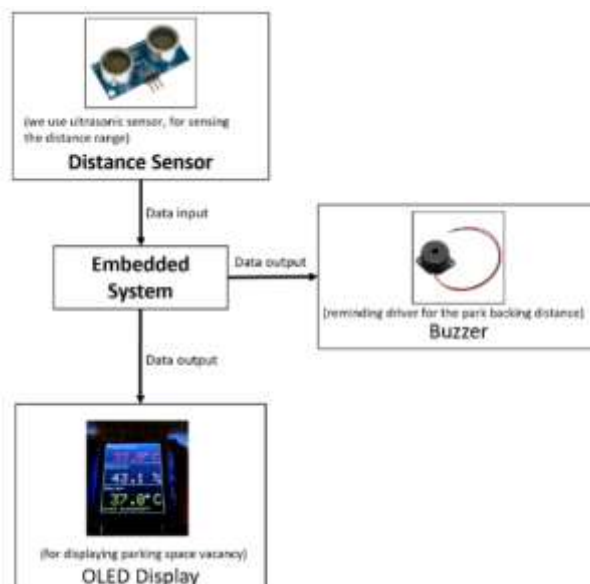 (we use ultrasonic sensor, for sensing
the distance range)
Distance Sensor
Data input
Embedded
System
Data output
(reminding driver for the park backing distance)
Buzzer
Data output
43.1 %
37.0°C
(for displaying parking space vacancy)
OLED Display